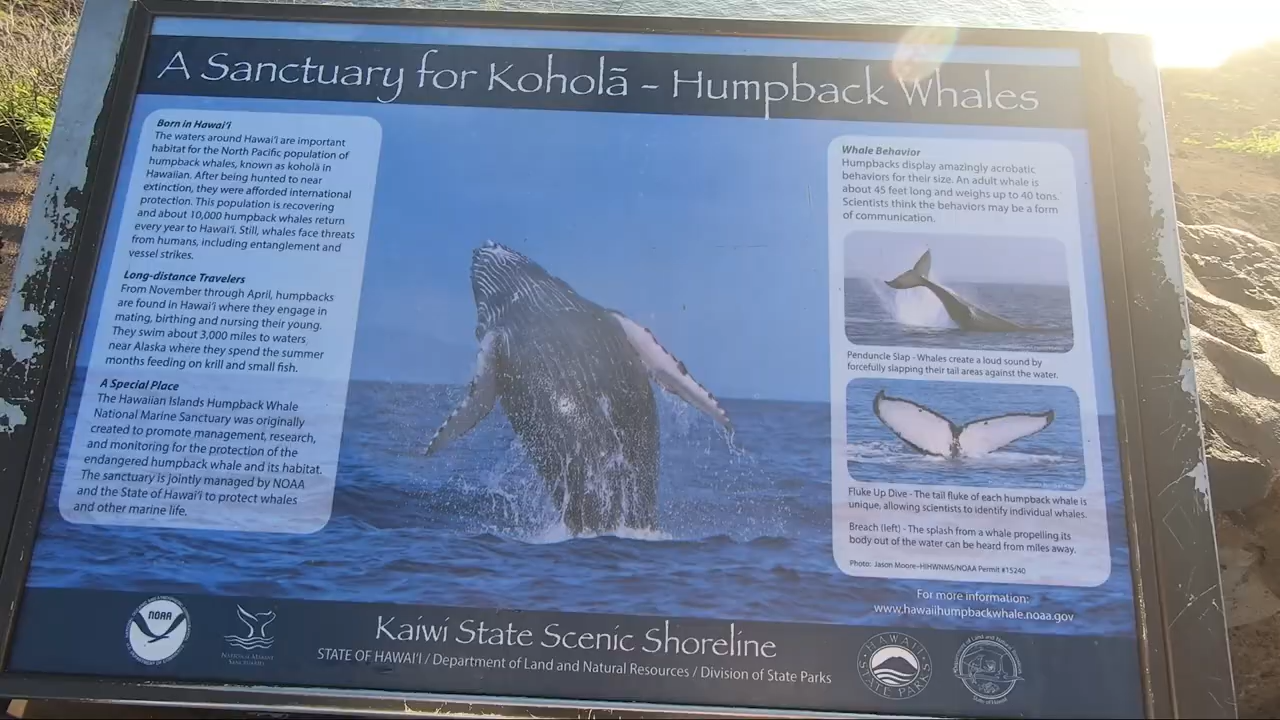 A Sanctuary for Koholā – Humpback Whales
Born in Hawai‘i
The waters around Hawai‘i are important
habitat for the North Pacific population of
humpback whales, known as koholā in
Hawaiian. After being hunted to near
extinction, they were afforded international
protection. This population is recovering
and about 10,000 humpback whales return
every year to Hawai‘i. Still, whales face threats
from humans, including entanglement and
vessel strikes.
Long-distance Travelers
From November through April, humpbacks
are found in Hawai‘i where they engage in
mating, birthing and nursing their young.
They swim about 3,000 miles to waters
near Alaska where they spend the summer
months feeding on krill and small fish.
A Special Place
The Hawaiian Islands Humpback Whale
National Marine Sanctuary was originally
created to promote management, research,
and monitoring for the protection of the
endangered humpback whale and its habitat.
The sanctuary is jointly managed by NOAA
and the State of Hawai‘i to protect whales
and other marine life.
Whale Behavior
Humpbacks display amazingly acrobatic
behaviors for their size. An adult whale is
about 45 feet long and weighs up to 40 tons.
Scientists think the behaviors may be a form
of communication.
Penduncle Slap - Whales create a loud sound by
forcefully slapping their tail areas against the water.
Fluke Up Dive - The tail fluke of each humpback whale is
unique, allowing scientists to identify individual whales.
Breach (left) - The splash from a whale propelling its
body out of the water can be heard from miles away.
Photo: Jason Moore–HIHWNMS/NOAA Permit #15240
For more information:
www.hawaiihumpbackwhale.noaa.gov
NOAA
National Marine
Sanctuaries
Kaiwi State Scenic Shoreline
STATE OF HAWAI‘I / Department of Land and Natural Resources / Division of State Parks
HAWAII
STATE PARKS
State of Hawaii